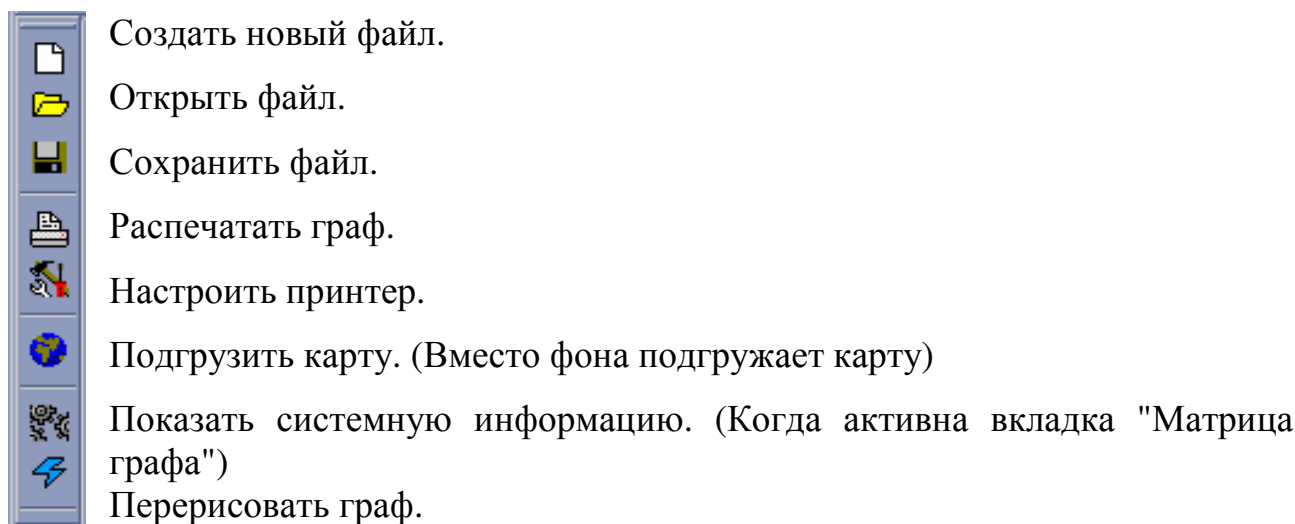 Создать новый файл.
Открыть файл.
Сохранить файл.
Распечатать граф.
Настроить принтер.
Подгрузить карту. (Вместо фона подгружает карту)
Показать системную информацию. (Когда активна вкладка "Матрица
графа")
Перерисовать граф.